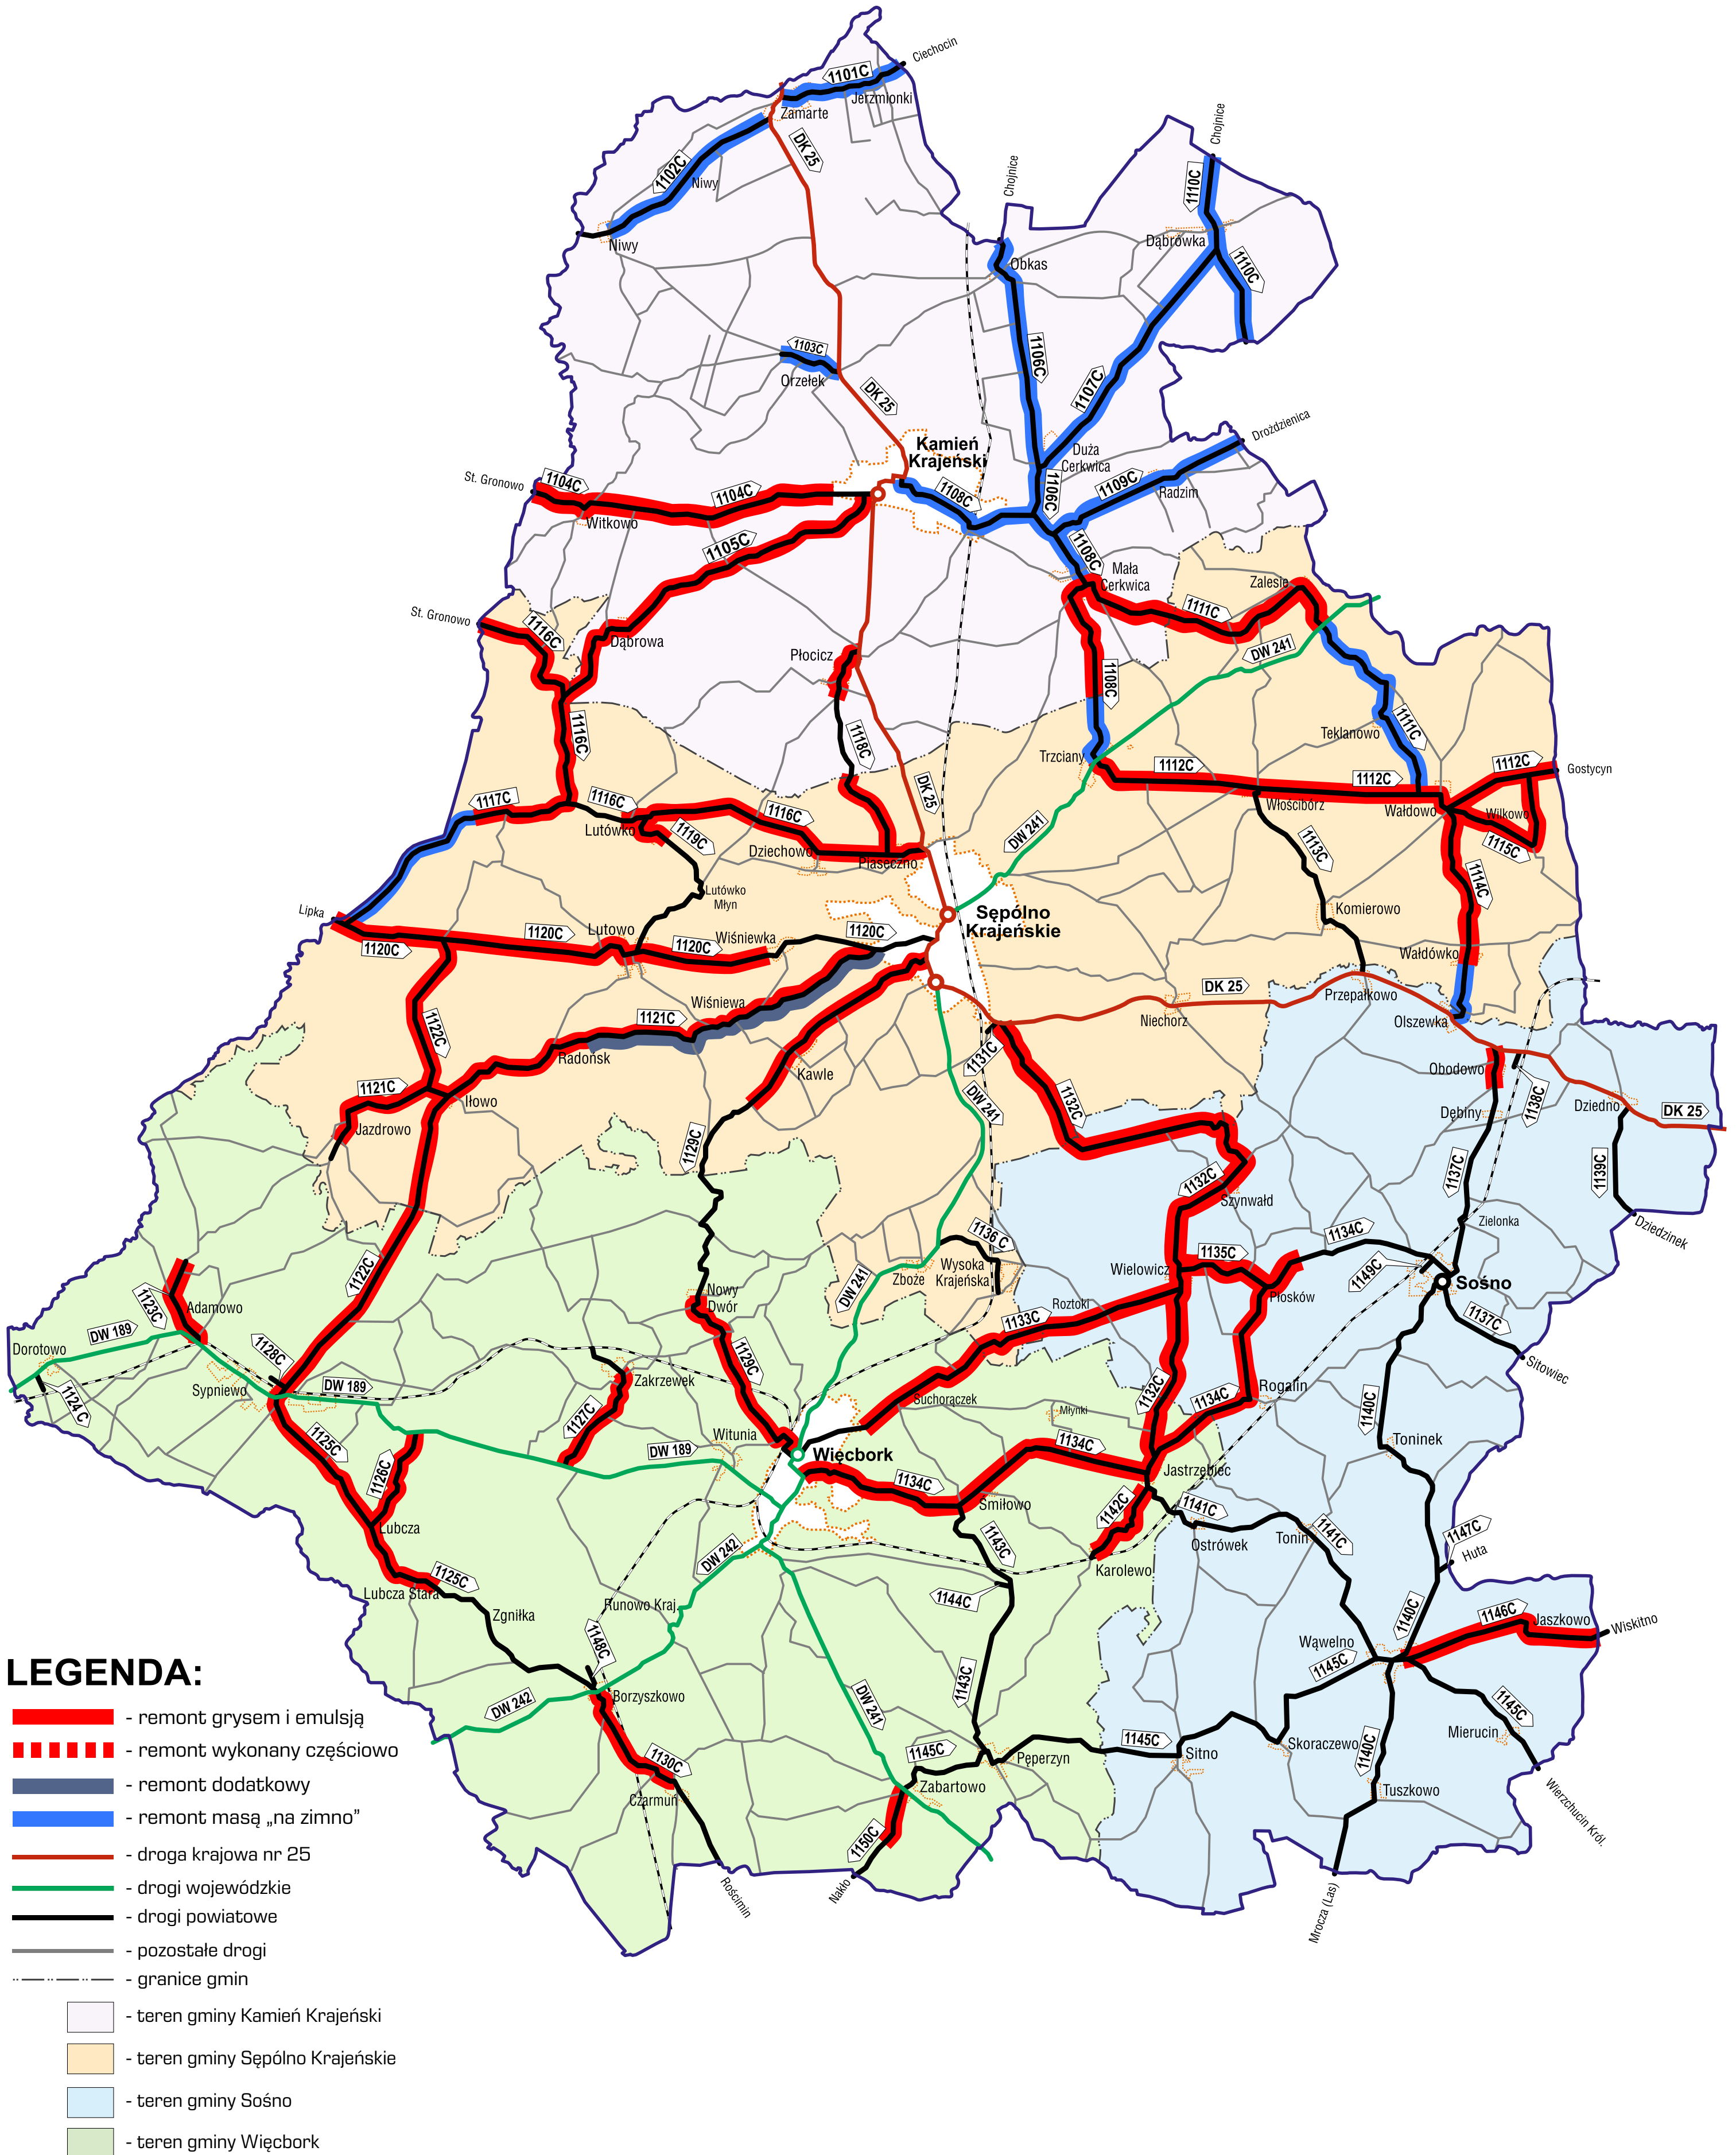 Ciechocin
1101C
Jerzmionki
Zamarte
DK 25
1102C
Niwy
Niwy
Chojnice
Chojnice
1110C
Dąbrówka
1110C
Obkas
1103C
Orzełek
DK 25
1106C
1107C
Kamień
Krajeński
Duża
Cerkwica
Drożdzienica
St. Gronowo
1104C
1104C
Witkowo
1108C
1106C
1109C
Radzim
1105C
1108C
Mała
Cerkwica
Zalesie
1111C
St. Gronowo
1116C
Dąbrowa
Płocicz
DW 241
1108C
1116C
1118C
Teklanowo
1111C
Trzciany
1112C
1112C
1112C
Gostycyn
DK 25
1117C
1116C
Lutówko
1116C
1119C
Dziechowo
Piaseczno
DW 241
Włościbórz
Wałdowo
Wilkowo
1115C
1113C
1114C
Lutówko
Młyn
Lipka
Komierowo
Sępólno
Krajeńskie
1120C
1120C
Lutowo
1120C
Wiśniewka
1120C
Wałdówko
DK 25
Przepałkowo
Niechorz
Olszewka
Wiśniewa
1121C
1122C
Radońsk
Kawle
1131C
Obodowo
1138C
1121C
Iłowo
Jazdrowo
DW 241
1132C
Dębiny
Dziedno
DK 25
1129C
1137C
1139C
1132C
Szynwałd
Zielonka
Dziedzinek
1136 C
1134C
1122C
Zboże
Wysoka
Krajeńska
Wielowicz
1135C
1149C
Sośno
Płosków
DW 241
Nowy
Dwór
Roztoki
1133C
1137C
Adamowo
1123C
DW 189
Dorotowo
1128C
Sypniewo
DW 189
1124 C
1129C
Zakrzewek
Sitowiec
Suchorączek
Młynki
1132C
1134C
Rogalin
1140C
1127C
1125C
Witunia
DW 189
Więcbork
1134C
Toninek
1126C
1134C
Jastrzębiec
Śmiłowo
1142C
1141C
Lubcza
Ostrówek
Tonin
1141C
1147C
Huta
1143C
Karolewo
DW 242
1125C
Lubcza Stara
1144C
Zgniłka
Runowo Kraj.
1140C
1146C
Jaszkowo
Wiskitno
1148C
Wąwelno
1145C
1143C
Borzyszkowo
DW 242
DW 241
1145C
Mierucin
1145C
1145C
Sitno
Skoraczewo
1140C
Pęperzyn
1130C
Czarmuń
Zabartowo
Tuszkowo
Wierzchucin Król.
1150C
Nakło
Rościmin
Mrocza (Las)
LEGENDA:
- remont grysem i emulsją
- remont wykonany częściowo
- remont dodatkowy
- remont masą „na zimno”
- droga krajowa nr 25
- drogi wojewódzkie
- drogi powiatowe
- pozostałe drogi
- granice gmin
- teren gminy Kamień Krajeński
- teren gminy Sępólno Krajeńskie
- teren gminy Sośno
- teren gminy Więcbork